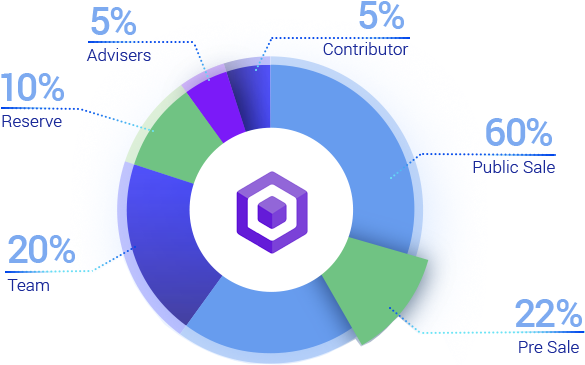 5%
Advisers
5%
Contributor
10%
Reserve
60%
Public Sale
20%
Team
22%
Pre Sale